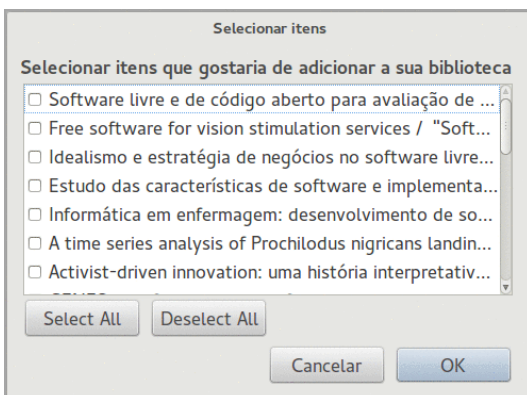 Selecionar itens
Selecionar itens que gostaria de adicionar a sua biblioteca
Software livre e de código aberto para avaliação de ...
Free software for vision stimulation services / "Soft...
Idealismo e estratégia de negócios no software livre...
Estudo das características de software e implementa...
Informática em enfermagem: desenvolvimento de so...
A time series analysis of Prochilodus nigricans landin...
Activist-driven innovation: uma história interpretativ...
Select All Deselect All
Cancelar OK